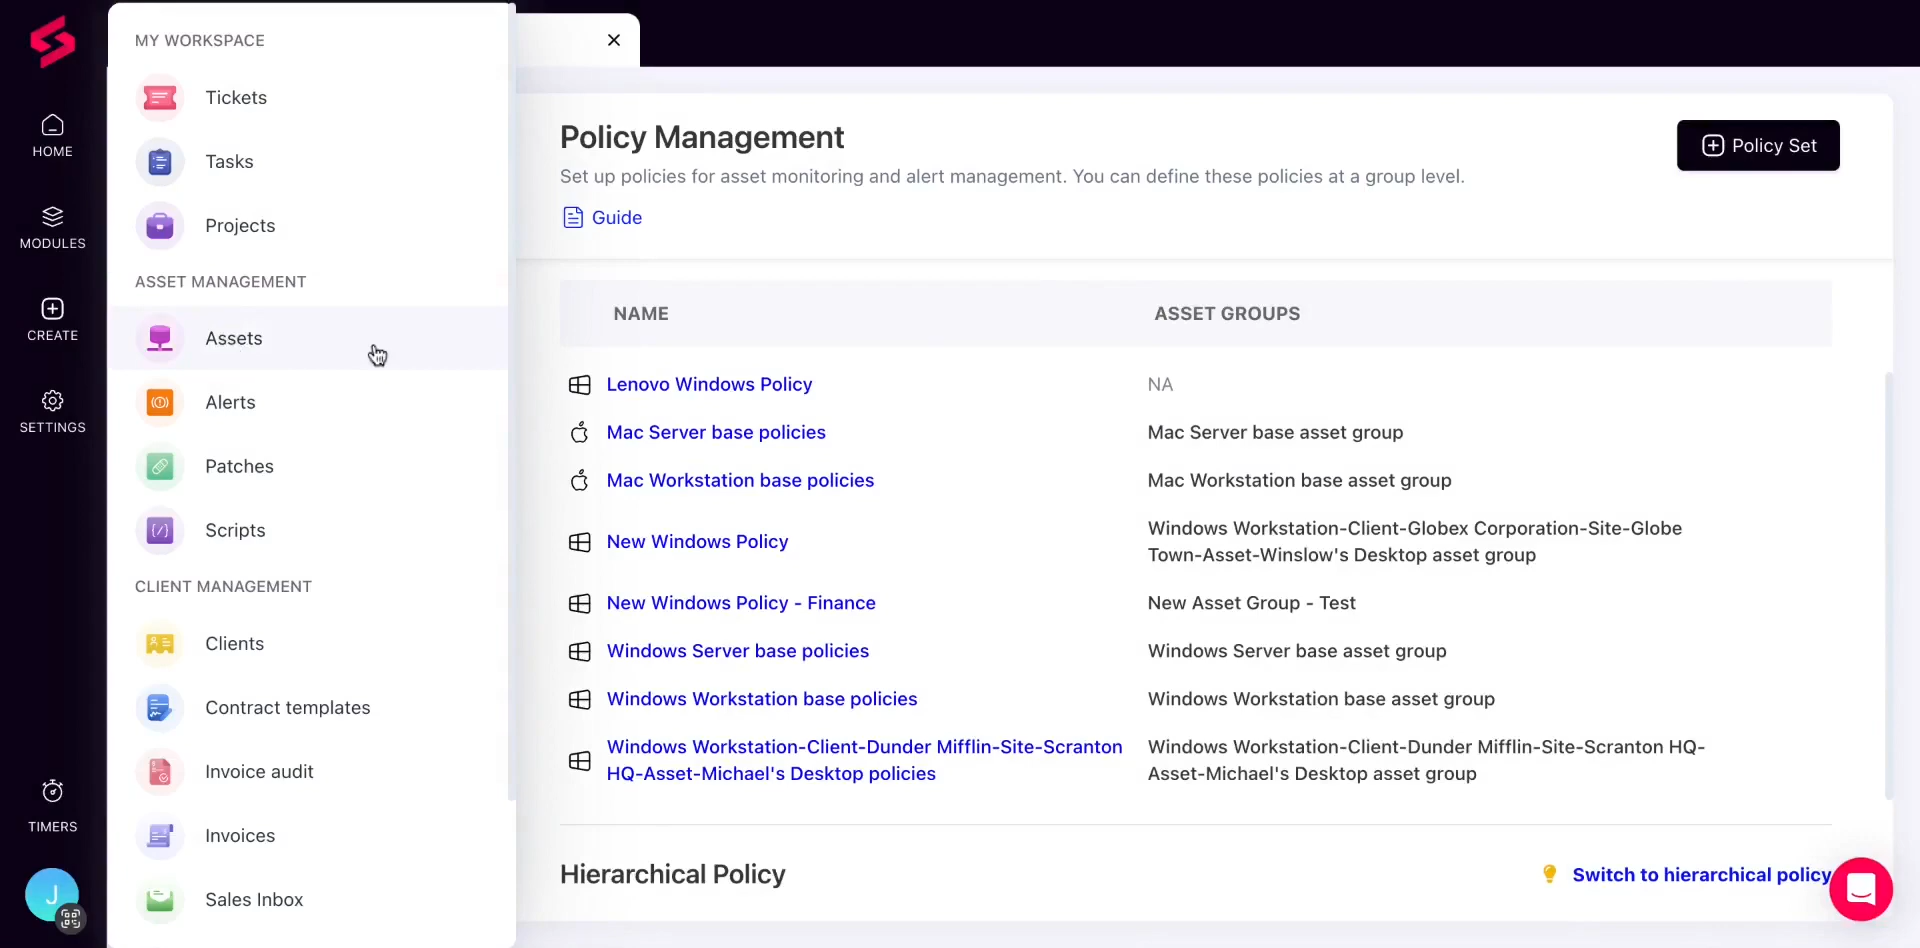 HOME
MODULES
CREATE
SETTINGS
TIMERS
J
MY WORKSPACE
Tickets
Tasks
Projects
ASSET MANAGEMENT
Assets
Alerts
Patches
Scripts
CLIENT MANAGEMENT
Clients
Contract templates
Invoice audit
Invoices
Sales Inbox
Policy Management
Policy Set
Set up policies for asset monitoring and alert management. You can define these policies at a group level.
Guide
NAME ASSET GROUPS
Lenovo Windows Policy NA
Mac Server base policies Mac Server base asset group
Mac Workstation base policies Mac Workstation base asset group
New Windows Policy Windows Workstation-Client-Globex Corporation-Site-Globe
Town-Asset-Winslow's Desktop asset group
New Windows Policy - Finance New Asset Group - Test
Windows Server base policies Windows Server base asset group
Windows Workstation base policies Windows Workstation base asset group
Windows Workstation-Client-Dunder Mifflin-Site-Scranton Windows Workstation-Client-Dunder Mifflin-Site-Scranton HQ-
HQ-Asset-Michael's Desktop policies Asset-Michael's Desktop asset group
Hierarchical Policy Switch to hierarchical policy